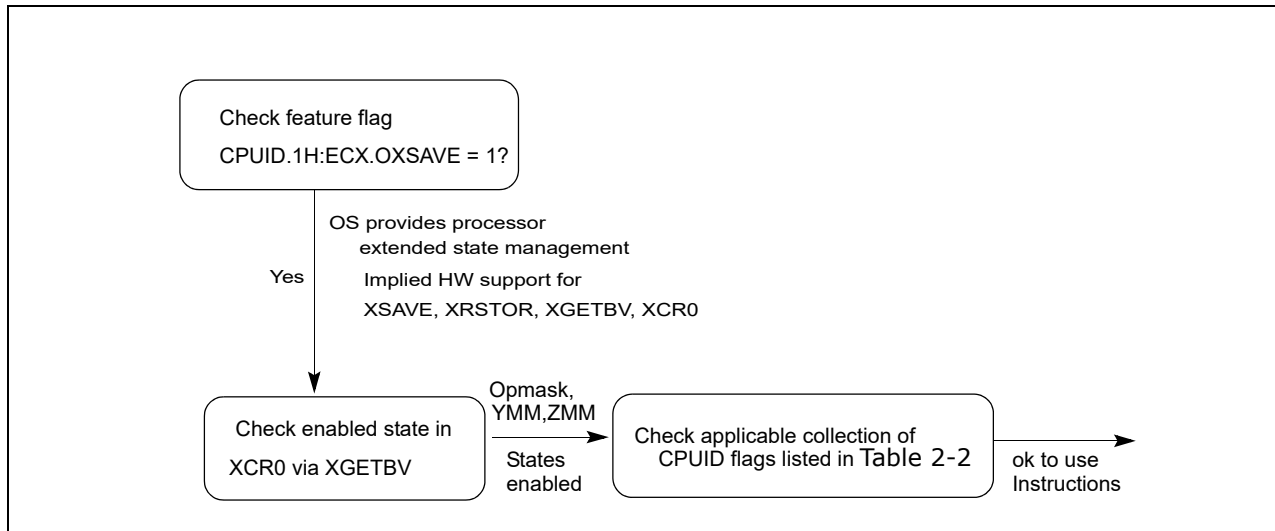 Check feature flag
CPUID.1H:ECX.OXSAVE = 1?
OS provides processor
extended state management
Yes
Implied HW support for
XSAVE, XRSTOR, XGETBV, XCR0
Check enabled state in
XCR0 via XGETBV
Opmask,
YMM,ZMM
States
enabled
Check applicable collection of
CPUID flags listed in Table 2-2
ok to use
Instructions